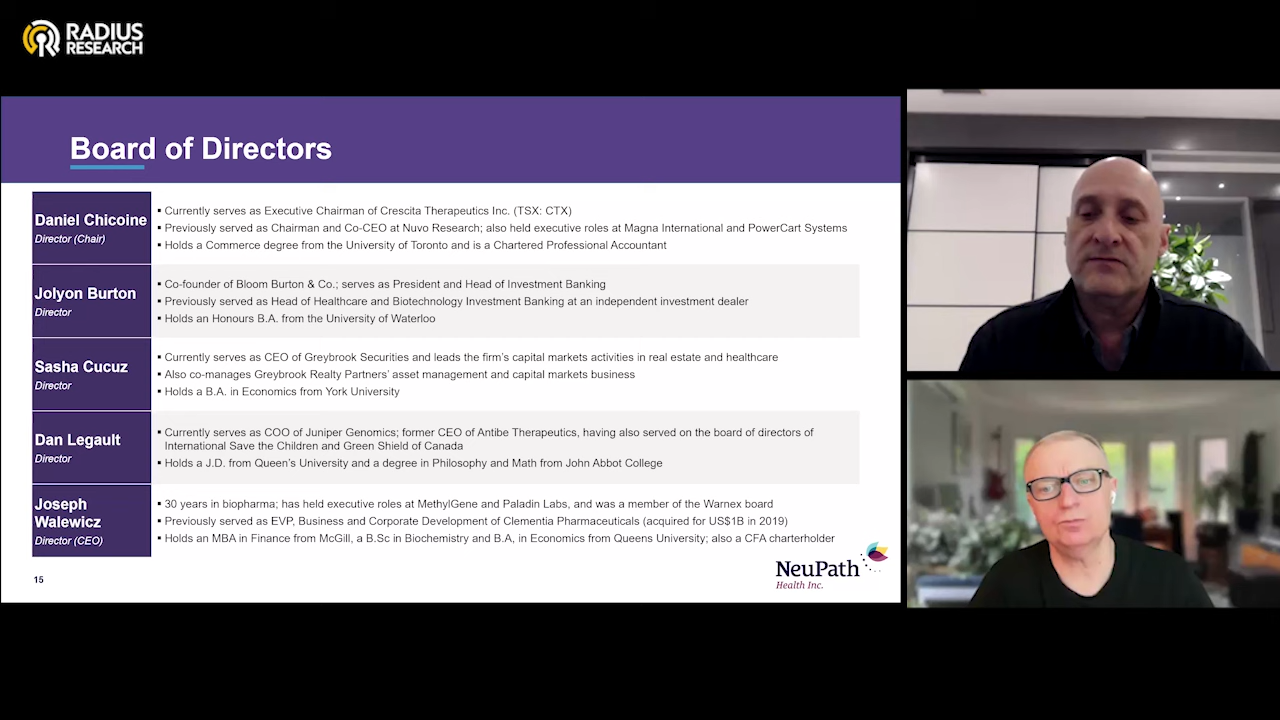 RADIUS
RESEARCH
Board of Directors
Daniel Chicoine
Director (Chair)
▪ Currently serves as Executive Chairman of Crescita Therapeutics Inc. (TSX: CTX)
▪ Previously served as Chairman and Co-CEO at Nuvo Research; also held executive roles at Magna International and PowerCart Systems
▪ Holds a Commerce degree from the University of Toronto and is a Chartered Professional Accountant
Jolyon Burton
Director
▪ Co-founder of Bloom Burton & Co.; serves as President and Head of Investment Banking
▪ Previously served as Head of Healthcare and Biotechnology Investment Banking at an independent investment dealer
▪ Holds an Honours B.A. from the University of Waterloo
Sasha Cucuz
Director
▪ Currently serves as CEO of Greybrook Securities and leads the firm's capital markets activities in real estate and healthcare
▪ Also co-manages Greybrook Realty Partners' asset management and capital markets business
▪ Holds a B.A. in Economics from York University
Dan Legault
Director
▪ Currently serves as COO of Juniper Genomics; former CEO of Antibe Therapeutics, having also served on the board of directors of
International Save the Children and Green Shield of Canada
▪ Holds a J.D. from Queen's University and a degree in Philosophy and Math from John Abbot College
Joseph
Walewicz
Director (CEO)
▪ 30 years in biopharma; has held executive roles at MethylGene and Paladin Labs, and was a member of the Warnex board
▪ Previously served as EVP, Business and Corporate Development of Clementia Pharmaceuticals (acquired for US$1B in 2019)
▪ Holds an MBA in Finance from McGill, a B.Sc in Biochemistry and B.A, in Economics from Queens University; also a CFA charterholder
15
NeuPath
Health Inc.